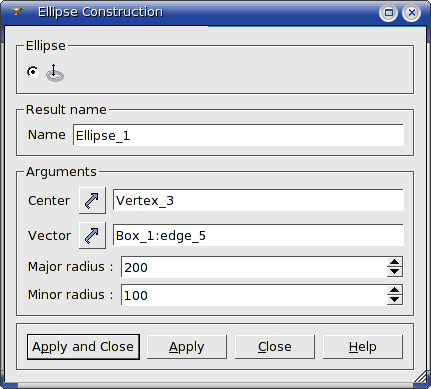 Ellipse Construction
Ellipse
Result name
Name Ellipse_1
Arguments
Center Vertex_3
Vector Box_1:edge_5
Major radius : 200
Minor radius : 100
Apply and Close Apply Close Help